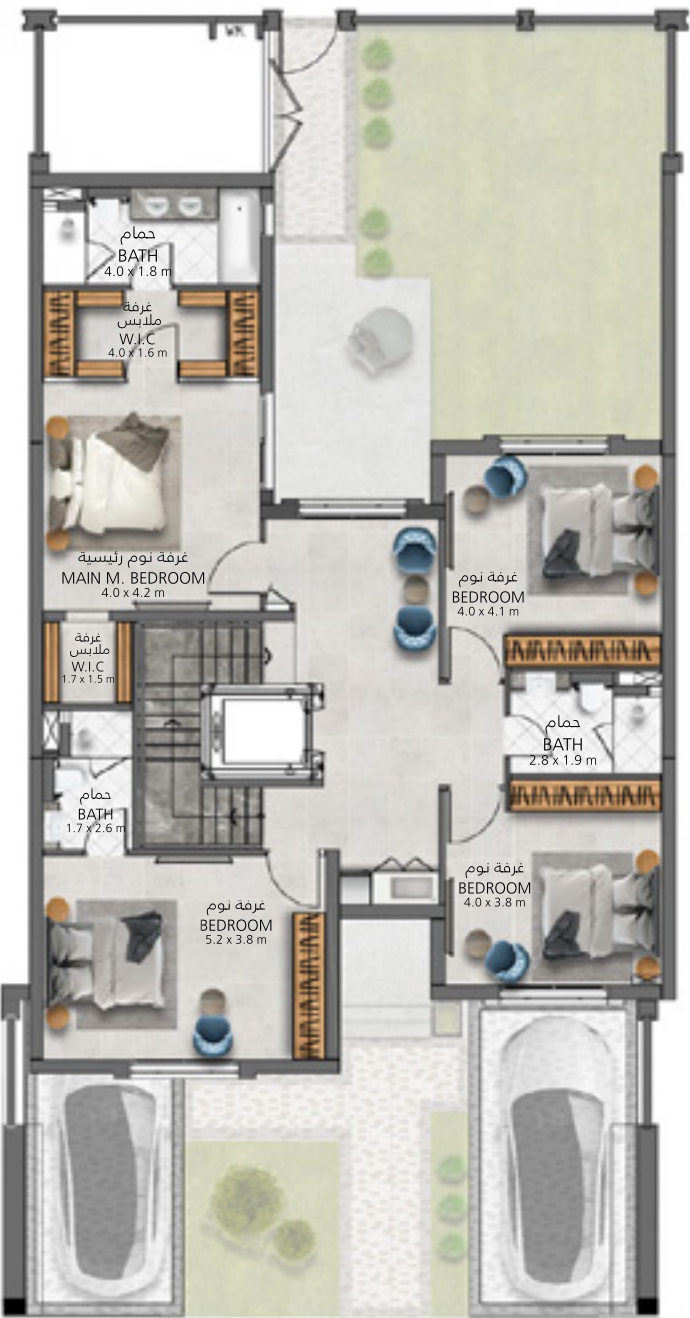 حمام
BATH
4.0 x 1.8 m
غرفة
ملابس
W.I.C
4.0 x 1.6 m
غرفة نوم رئيسية
MAIN M. BEDROOM
4.0 x 4.2 m
غرفة نوم
BEDROOM
4.0 x 4.1 m
غرفة
ملابس
W.I.C
1.7 x 1.5 m
حمام
BATH
2.8 x 1.9 m
حمام
BATH
1.7 x 2.6 m
غرفة نوم
BEDROOM
4.0 x 3.8 m
غرفة نوم
BEDROOM
5.2 x 3.8 m